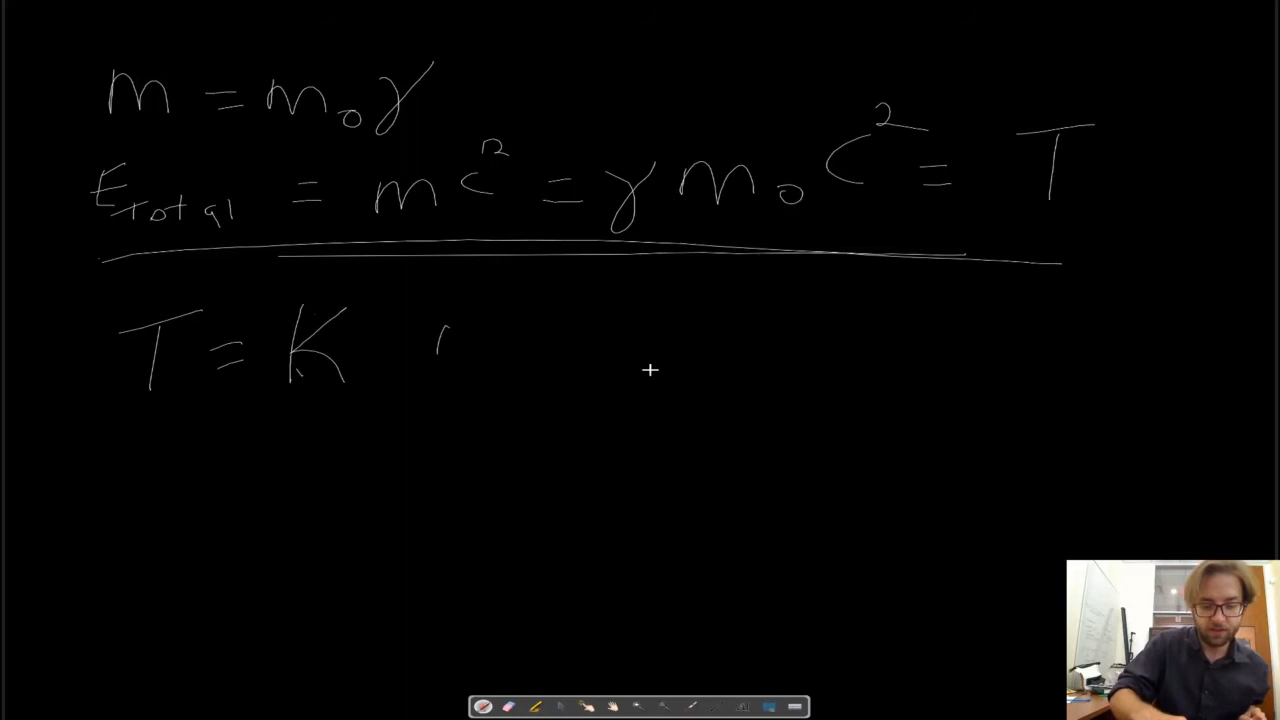 m = m₀γ
E_Total = mc² = γm₀c² = T
T = K